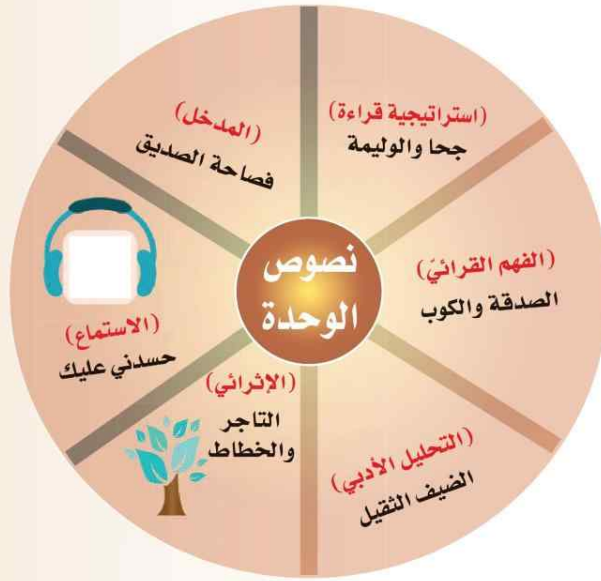 نصوص
الوحدة
(استراتيجية قراءة)
جحا والوليمة
(الفهم القرائيّ)
الصدقة والكوب
(التحليل الأدبي)
الضيف الثقيل
(الإثرائي)
التاجر
والخطاط
(الاستماع)
حسدني عليك
(المدخل)
فصاحة الصديق